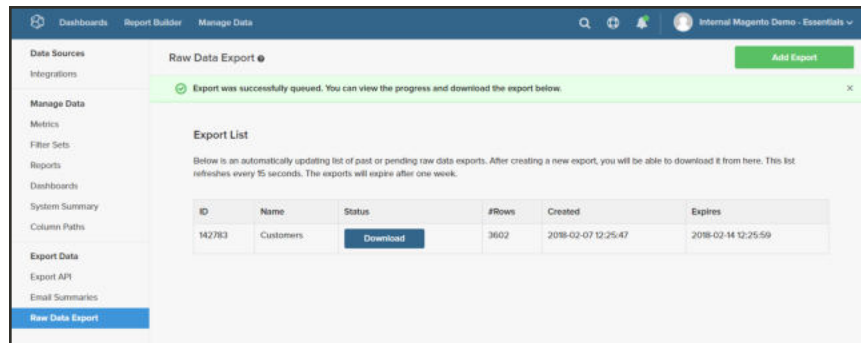 Dashboards Report Builder Manage Data Internal Magento Demo - Essentials
Data Sources
Integrations
Manage Data
Metrics
Filter Sets
Reports
Dashboards
System Summary
Column Paths
Export Data
Export API
Email Summaries
Raw Data Export
Raw Data Export
Add Export
Export was successfully queued. You can view the progress and download the export below.
Export List
Below is an automatically updating list of past or pending raw data exports. After creating a new export, you will be able to download it from here. This list
refreshes every 15 seconds. The exports will expire after one week.
ID Name Status #Rows Created Expires
142783 Customers Download 3602 2018-02-07 12:25:47 2018-02-14 12:25:59